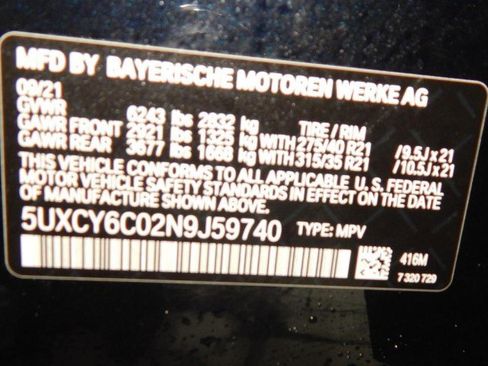 MFD BY BAYERISCHE MOTOREN WERKE AG
09/21
GVWR 6243 lbs 2832 kg TIRE / RIM
GAWR FRONT 2921 lbs 1325 kg WITH 275/40 R21 /9.5J x 21
GAWR REAR 3677 lbs 1668 kg WITH 315/35 R21 /10.5J x 21
THIS VEHICLE CONFORMS TO ALL APPLICABLE U.S. FEDERAL
MOTOR VEHICLE SAFETY STANDARDS IN EFFECT ON THE DATE
OF MANUFACTURE SHOWN ABOVE.
5UXCY6C02N9J59740 TYPE: MPV
416M
7 320 729